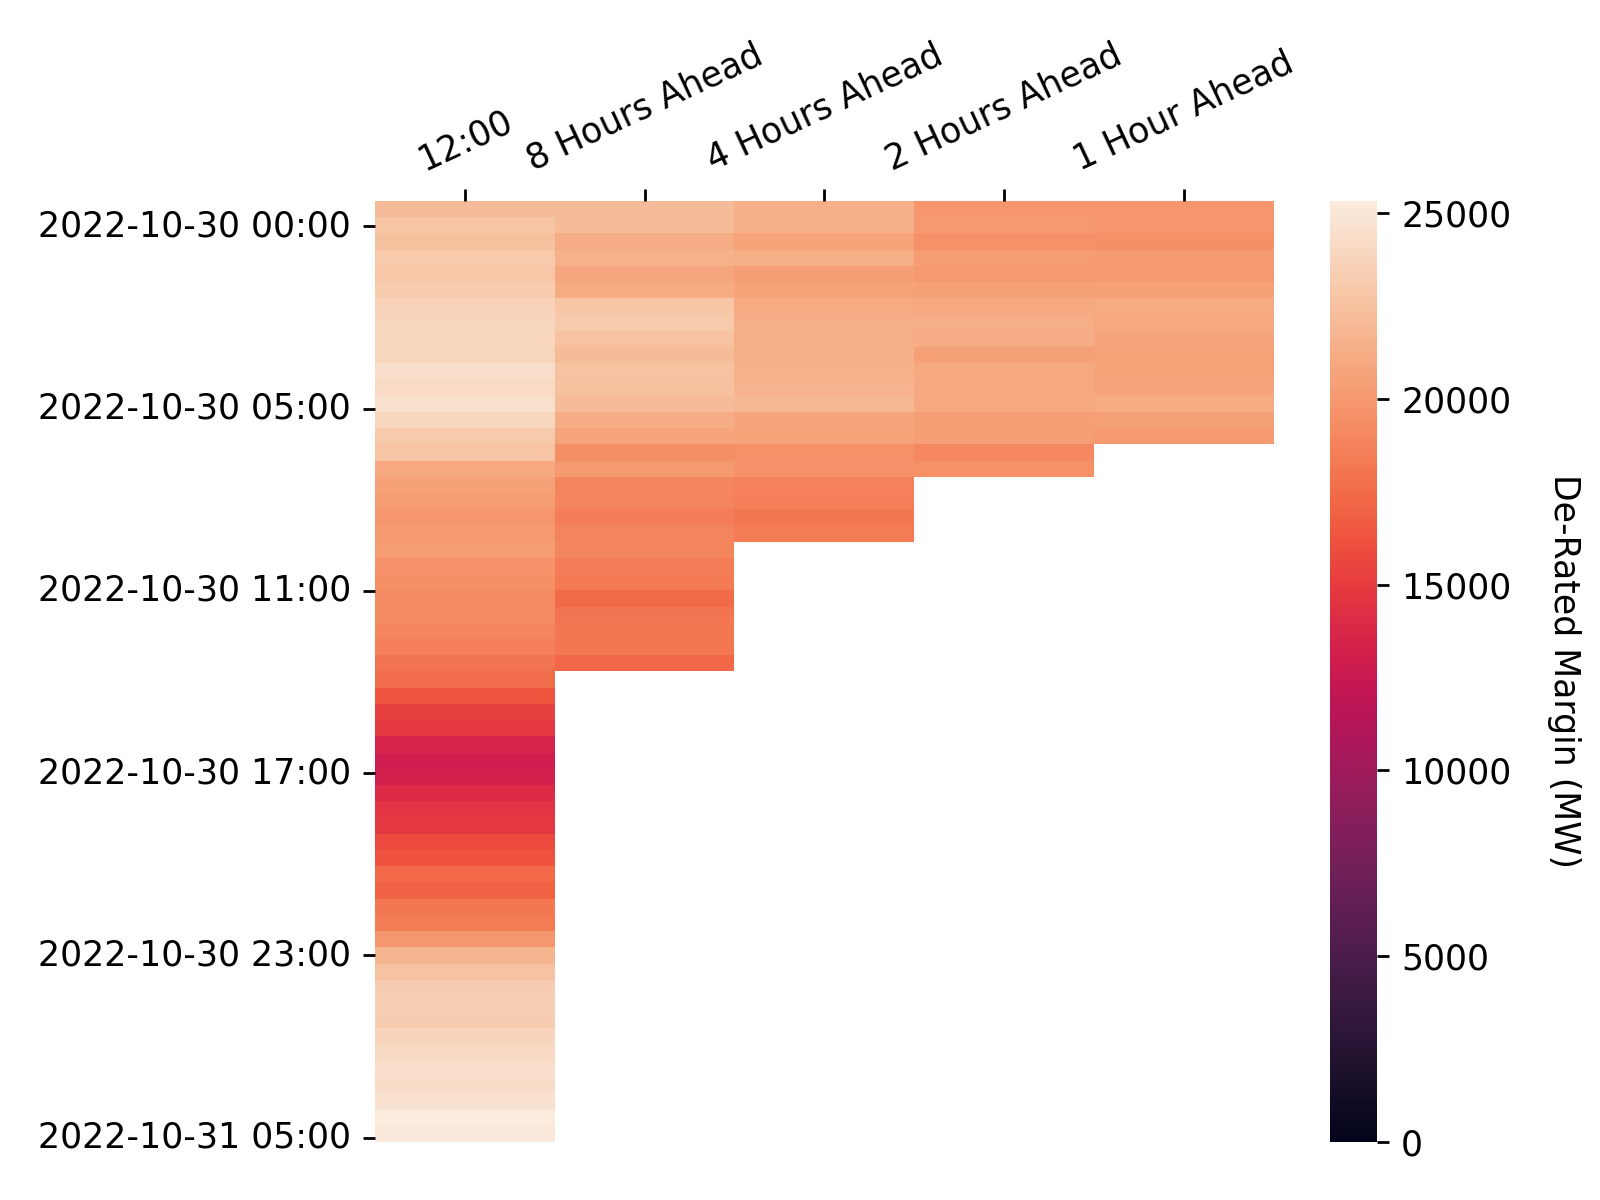 12:00
8 Hours Ahead
4 Hours Ahead
2 Hours Ahead
1 Hour Ahead
2022-10-30 00:00
2022-10-30 05:00
2022-10-30 11:00
2022-10-30 17:00
2022-10-30 23:00
2022-10-31 05:00
25000
20000
15000
10000
5000
0
De-Rated Margin (MW)